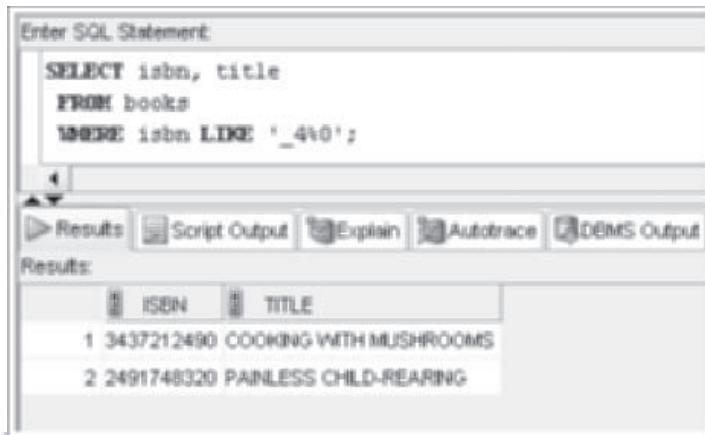 Enter SQL Statement:
SELECT isbn, title
FROM books
WHERE isbn LIKE '_4%0';
Results Script Output Explain Autotrace DBMS Output
Results:
ISBN TITLE
1 3437212490 COOKING WITH MUSHROOMS
2 2491748320 PAINLESS CHILD-REARING